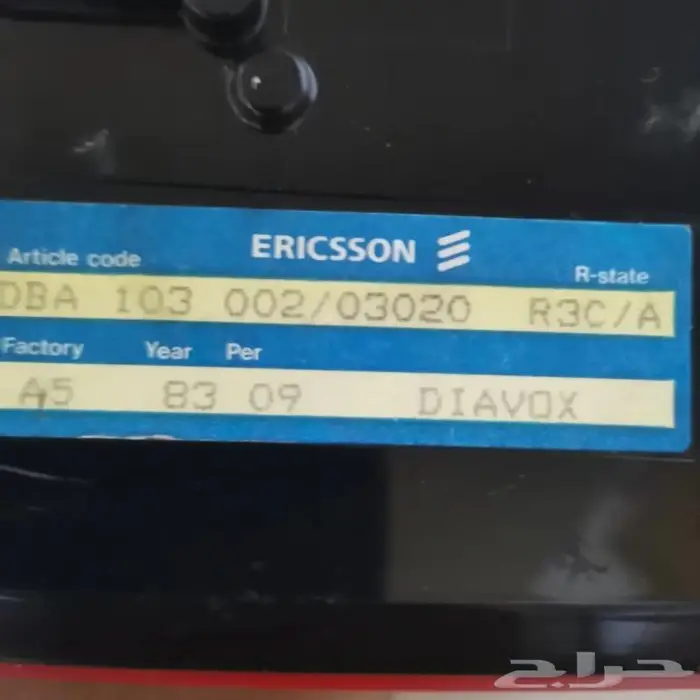 ERICSSON
Article code R-state
DBA 103 002/03020 R3C/A
Factory Year Per
A5 83 09 DIAVOX
حراج